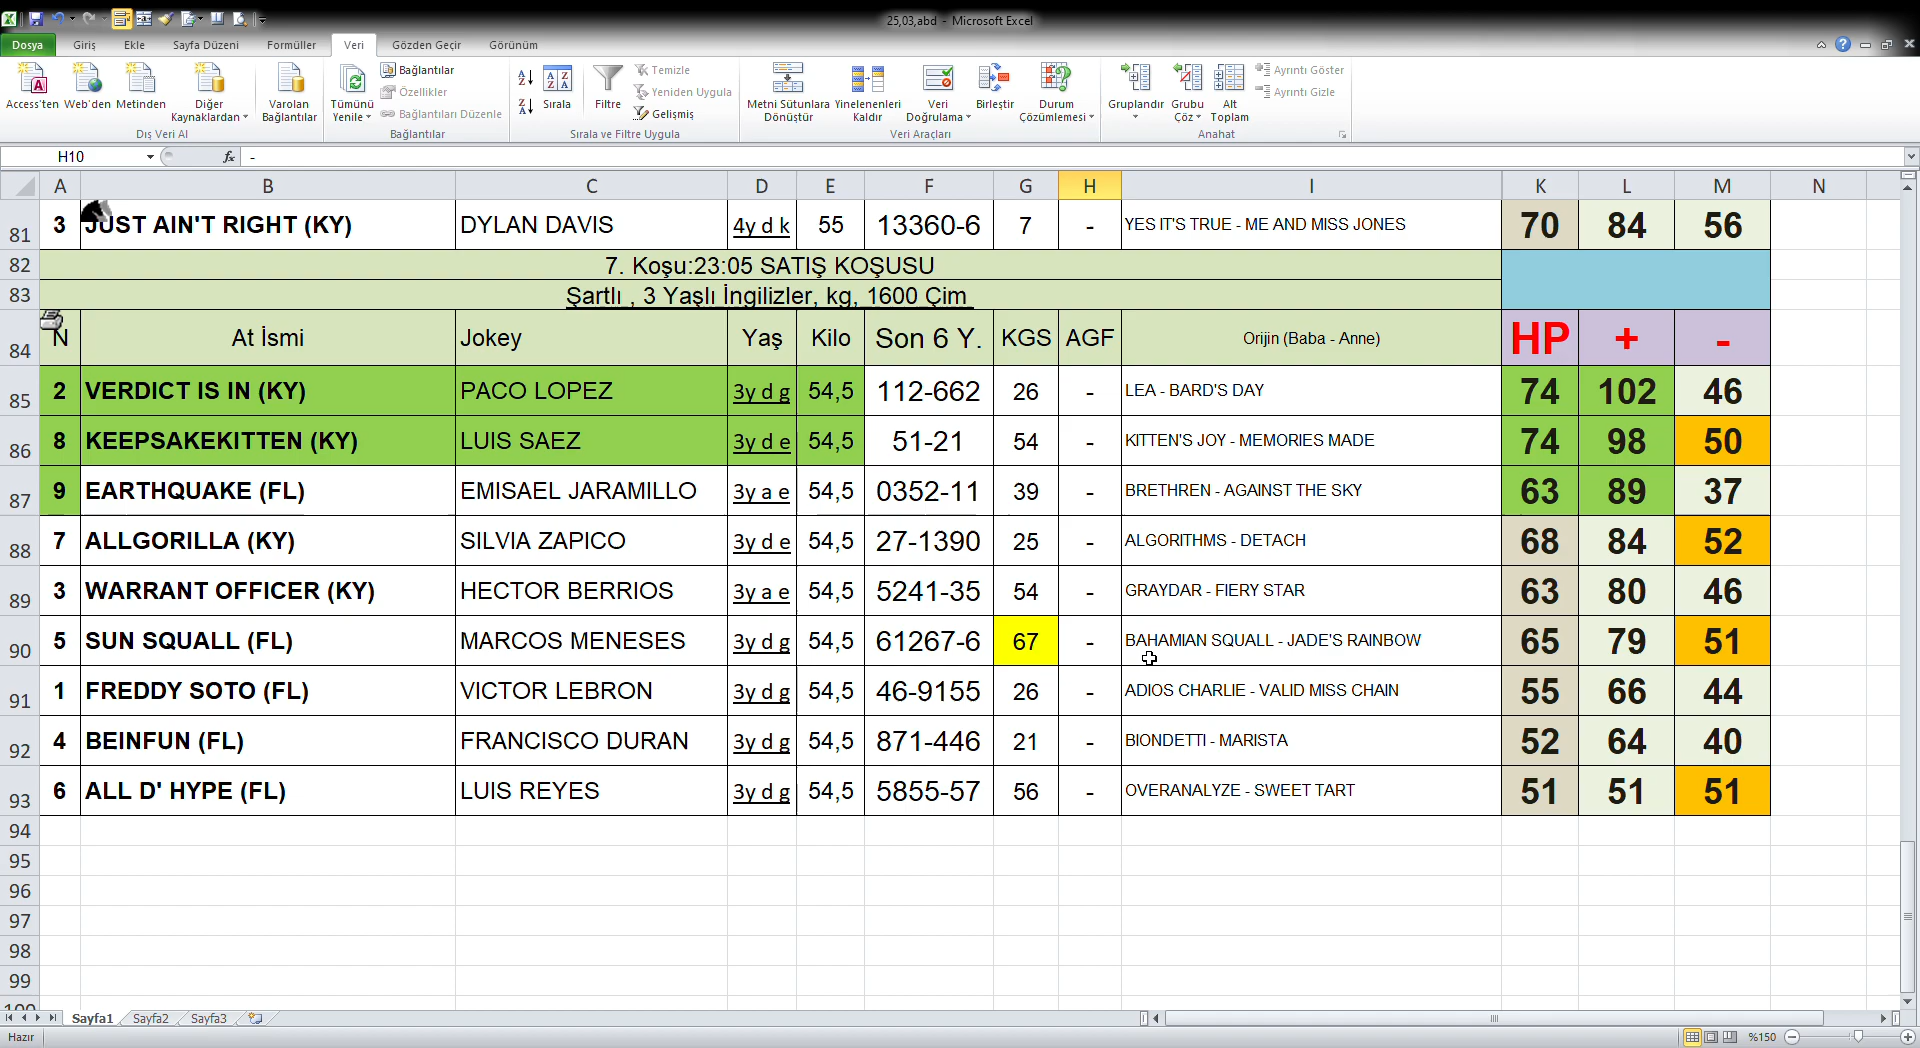 25,03,abd - Microsoft Excel
Dosya Giriş Ekle Sayfa Düzeni Formüller Veri Gözden Geçir Görünüm
Access'ten Web'den Metinden Diğer Kaynaklardan Varolan Bağlantılar Tümünü Yenile Bağlantılar Özellikler Bağlantıları Düzenle Sırala Filtre Temizle Yeniden Uygula Gelişmiş Metni Sütunlara Dönüştür Yinelenenleri Kaldır Veri Doğrulama Birleştir Durum Çözümlemesi Gruplandır Grubu Çöz Alt Toplam Ayrıntı Göster Ayrıntı Gizle
Dış Veri Al Bağlantılar Sırala ve Filtre Uygula Veri Araçları Anahat
H10 fx -
A B C D E F G H I K L M N
81 3 JUST AIN'T RIGHT (KY) DYLAN DAVIS 4y d k 55 13360-6 7 - YES IT'S TRUE - ME AND MISS JONES 70 84 56
82 7. Koşu:23:05 SATIŞ KOŞUSU
83 Şartlı , 3 Yaşlı İngilizler, kg, 1600 Çim
84 N At İsmi Jokey Yaş Kilo Son 6 Y. KGS AGF Orijin (Baba - Anne) HP + -
85 2 VERDICT IS IN (KY) PACO LOPEZ 3y d g 54,5 112-662 26 - LEA - BARD'S DAY 74 102 46
86 8 KEEPSAKEKITTEN (KY) LUIS SAEZ 3y d e 54,5 51-21 54 - KITTEN'S JOY - MEMORIES MADE 74 98 50
87 9 EARTHQUAKE (FL) EMISAEL JARAMILLO 3y a e 54,5 0352-11 39 - BRETHREN - AGAINST THE SKY 63 89 37
88 7 ALLGORILLA (KY) SILVIA ZAPICO 3y d e 54,5 27-1390 25 - ALGORITHMS - DETACH 68 84 52
89 3 WARRANT OFFICER (KY) HECTOR BERRIOS 3y a e 54,5 5241-35 54 - GRAYDAR - FIERY STAR 63 80 46
90 5 SUN SQUALL (FL) MARCOS MENESES 3y d g 54,5 61267-6 67 - BAHAMIAN SQUALL - JADE'S RAINBOW 65 79 51
91 1 FREDDY SOTO (FL) VICTOR LEBRON 3y d g 54,5 46-9155 26 - ADIOS CHARLIE - VALID MISS CHAIN 55 66 44
92 4 BEINFUN (FL) FRANCISCO DURAN 3y d g 54,5 871-446 21 - BIONDETTI - MARISTA 52 64 40
93 6 ALL D' HYPE (FL) LUIS REYES 3y d g 54,5 5855-57 56 - OVERANALYZE - SWEET TART 51 51 51
94
95
96
97
98
99
100
Sayfa1 Sayfa2 Sayfa3
Hazır %150